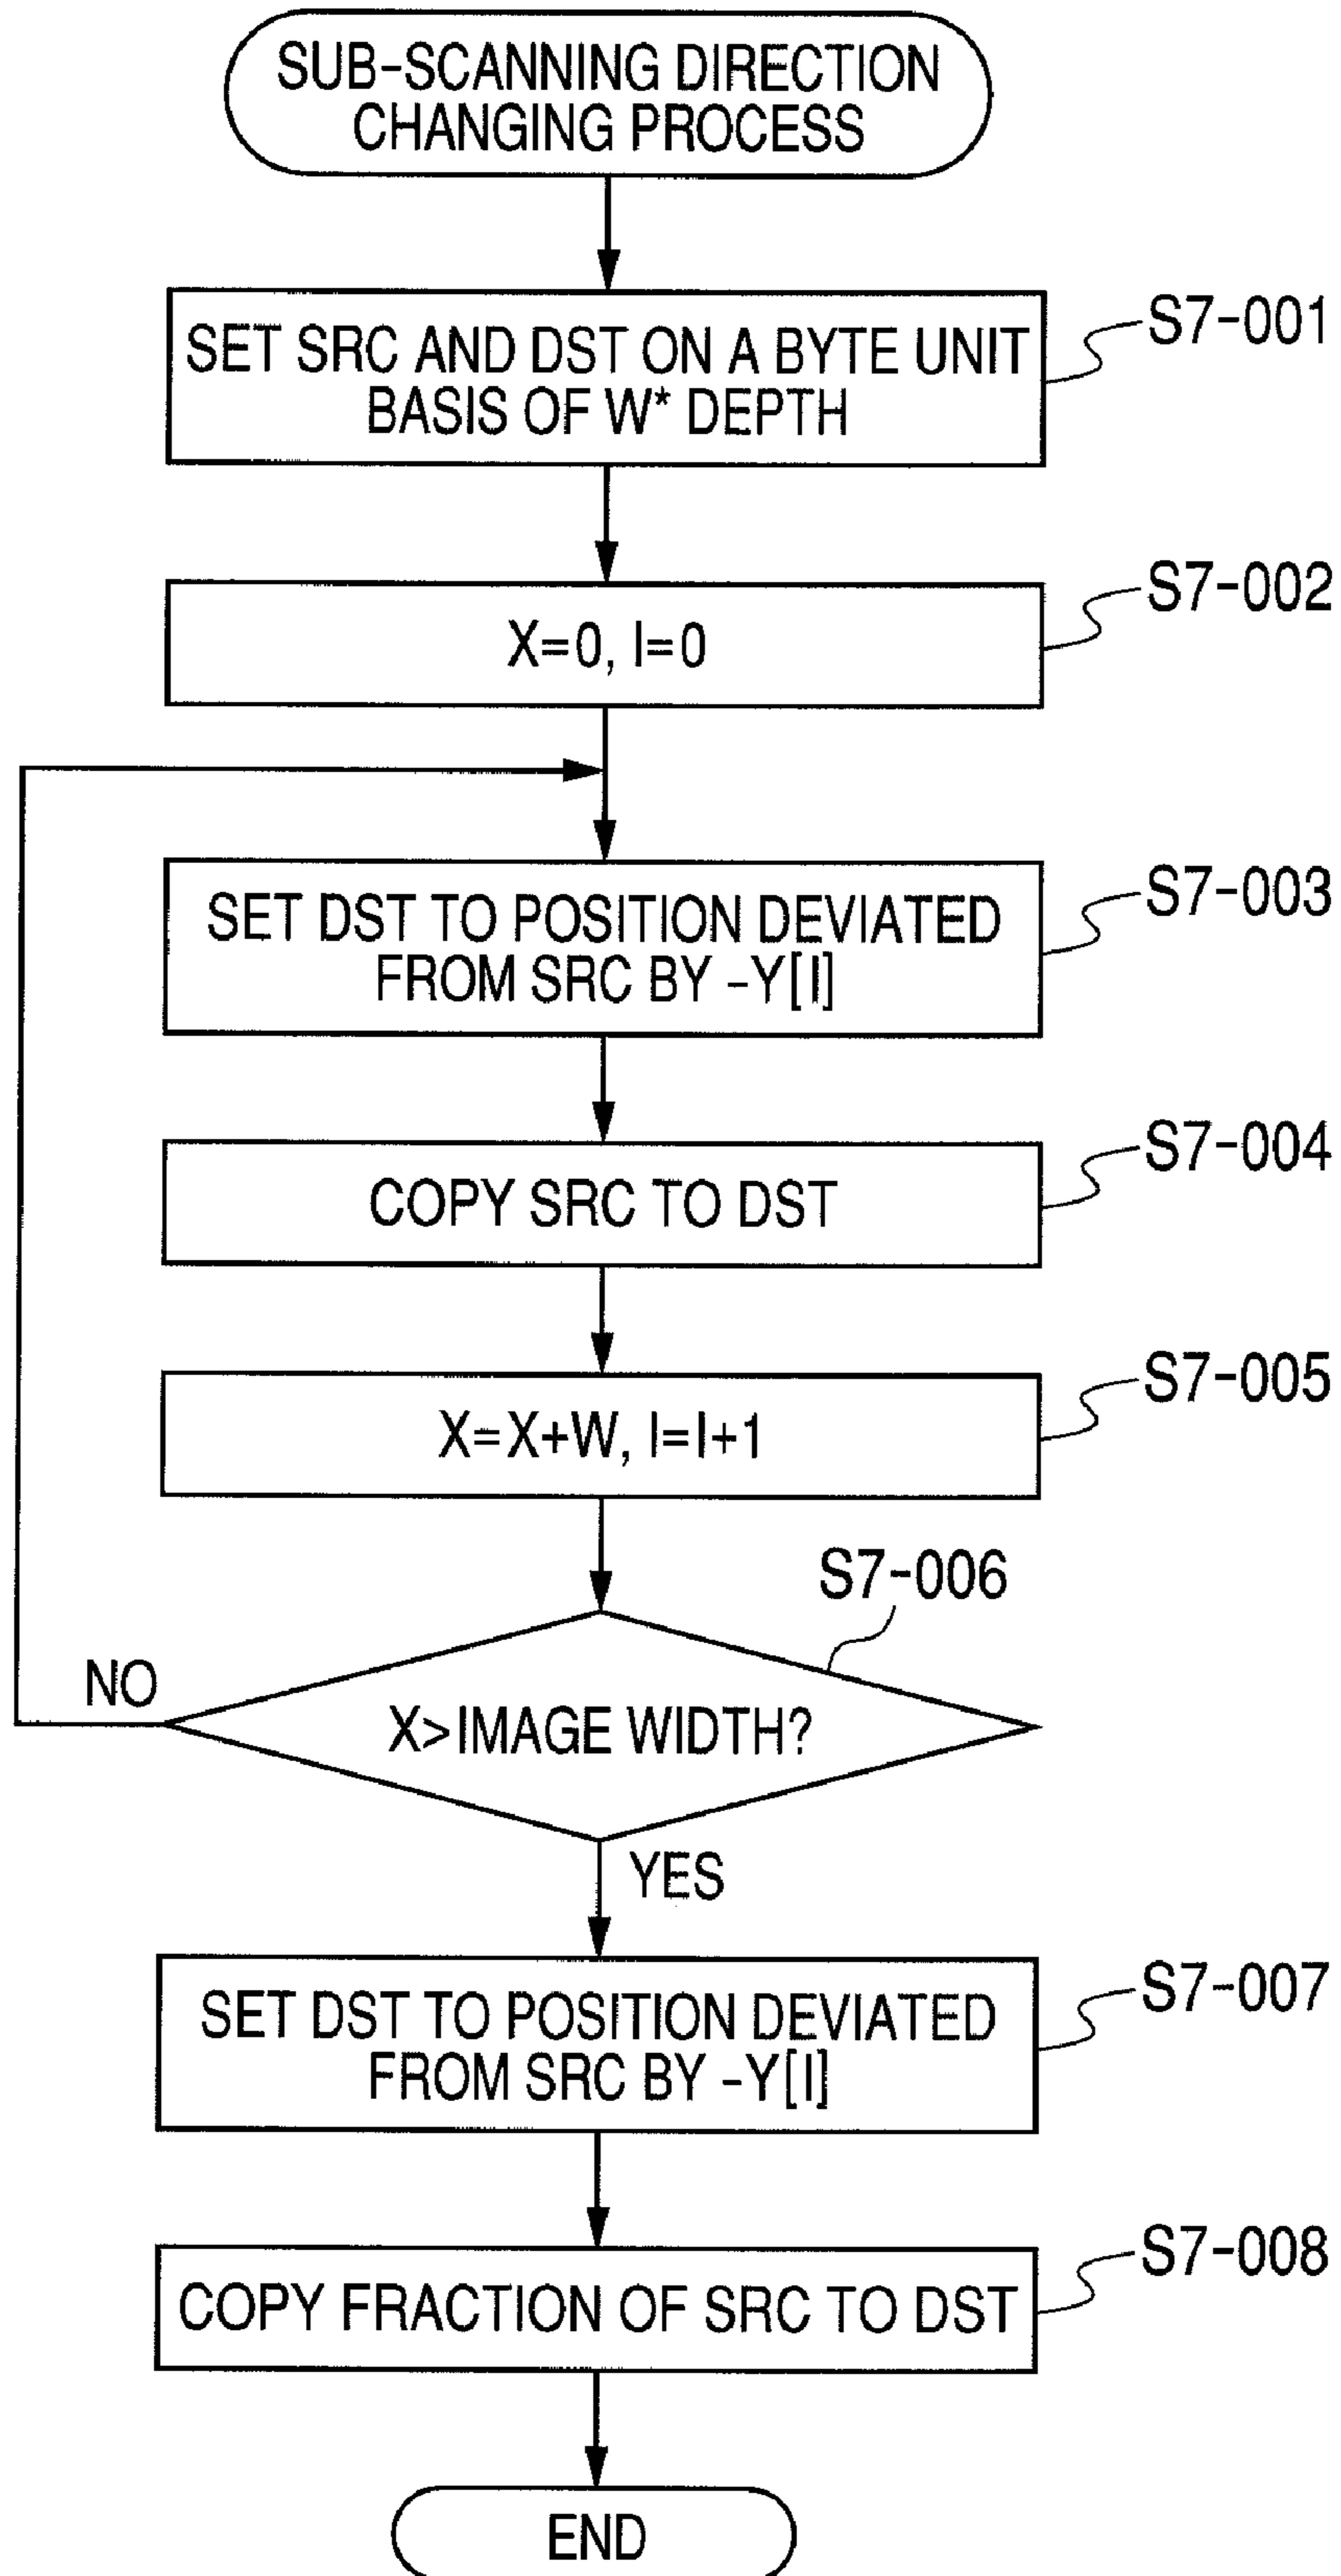 SUB-SCANNING DIRECTION
CHANGING PROCESS
SET SRC AND DST ON A BYTE UNIT
BASIS OF W* DEPTH
S7-001
X=0, I=0
S7-002
SET DST TO POSITION DEVIATED
FROM SRC BY -Y[I]
S7-003
COPY SRC TO DST
S7-004
X=X+W, I=I+1
S7-005
S7-006
NO
X>IMAGE WIDTH?
YES
SET DST TO POSITION DEVIATED
FROM SRC BY -Y[I]
S7-007
COPY FRACTION OF SRC TO DST
S7-008
END